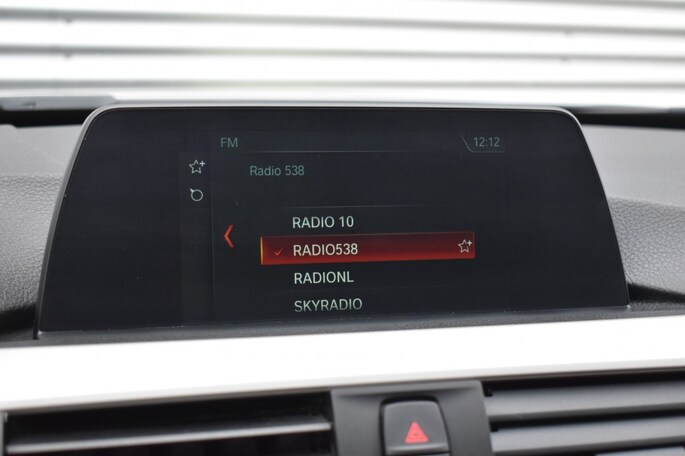 FM 12:12
Radio 538
RADIO 10
RADIO538
RADIONL
SKYRADIO